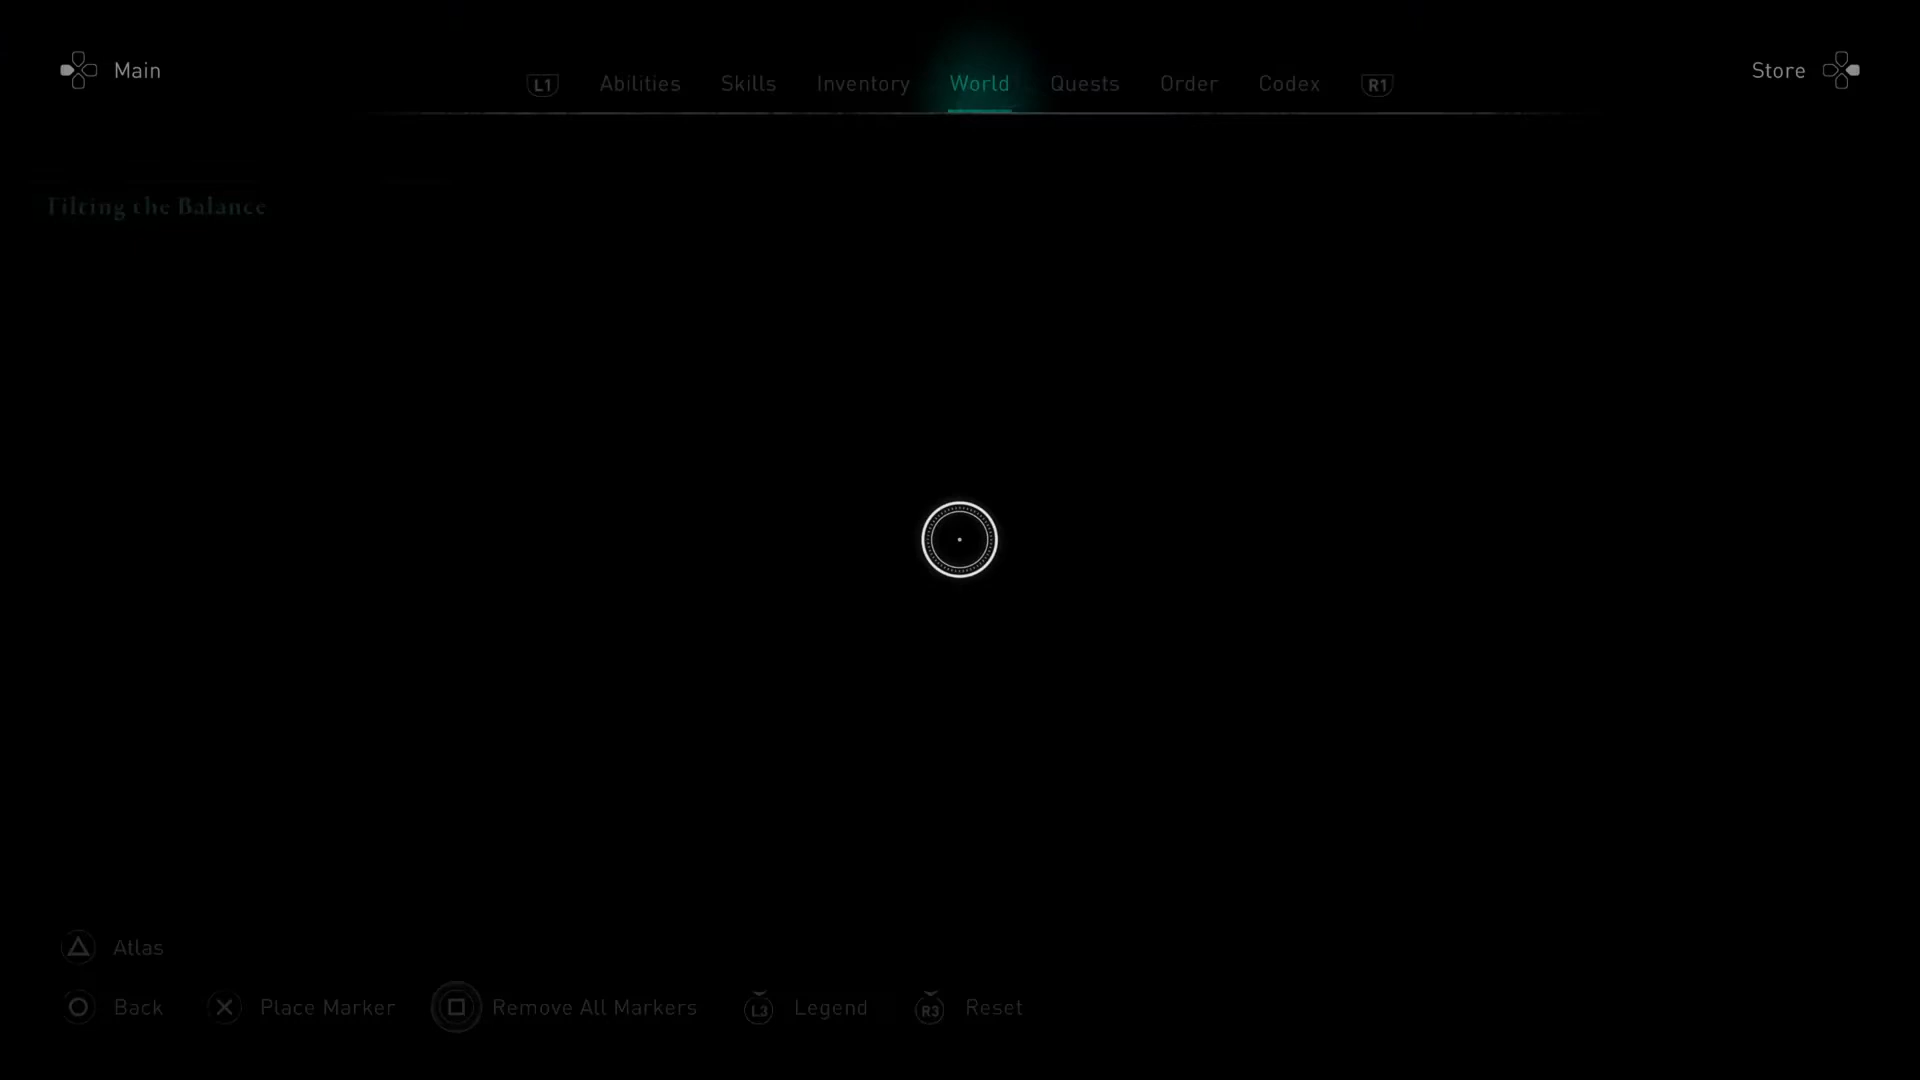 Main
L1 Abilities Skills Inventory World Quests Order Codex R1
Store
Tilting the Balance
Atlas
Back Place Marker Remove All Markers L3 Legend R3 Reset